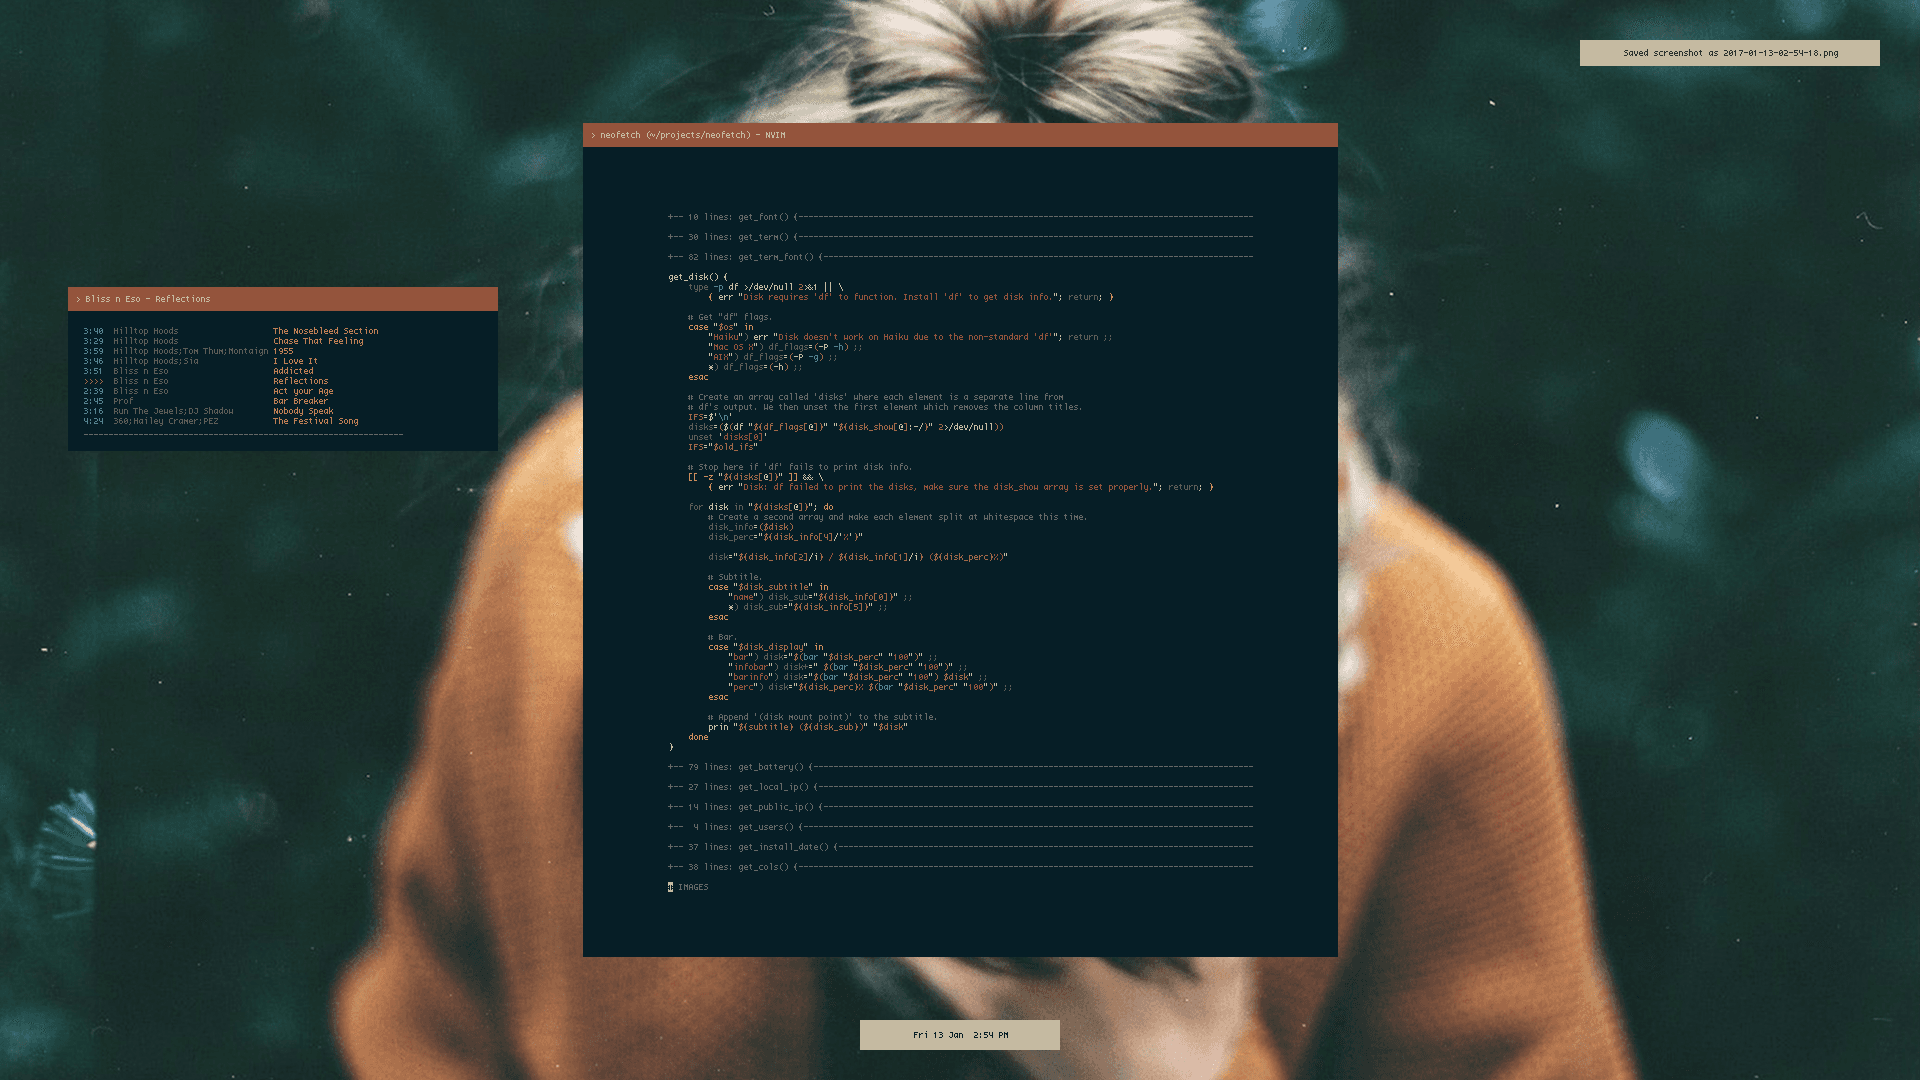 Saved screenshot as 2017-01-13-02-54-18.png
> neofetch (~/projects/neofetch) - NVIM
+-- 10 lines: get_font() {-------------------------------------------------------------------------------------------
+-- 30 lines: get_term() {-------------------------------------------------------------------------------------------
+-- 82 lines: get_term_font() {--------------------------------------------------------------------------------------
get_disk() {
    type -p df >/dev/null 2>&1 || \
        { err "Disk requires 'df' to function. Install 'df' to get disk info."; return; }
    # Get "df" flags.
    case "$os" in
        "Haiku") err "Disk doesn't work on Haiku due to the non-standard 'df'"; return ;;
        "Mac OS X") df_flags=(-P -h) ;;
        "AIX") df_flags=(-P -g) ;;
        *) df_flags=(-h) ;;
    esac
    # Create an array called 'disks' where each element is a separate line from
    # df's output. We then unset the first element which removes the column titles.
    IFS=$'\n'
    disks=($(df "${df_flags[@]}" "${disk_show[@]:-/}" 2>/dev/null))
    unset 'disks[0]'
    IFS="$old_ifs"
    # Stop here if 'df' fails to print disk info.
    [[ -z "${disks[@]}" ]] && \
        { err "Disk: df failed to print the disks, make sure the disk_show array is set properly."; return; }
    for disk in "${disks[@]}"; do
        # Create a second array and make each element split at whitespace this time.
        disk_info=($disk)
        disk_perc="${disk_info[4]/'%'}"
        disk="${disk_info[2]/i} / ${disk_info[1]/i} (${disk_perc}%)"
        # Subtitle.
        case "$disk_subtitle" in
            "name") disk_sub="${disk_info[0]}" ;;
            *) disk_sub="${disk_info[5]}" ;;
        esac
        # Bar.
        case "$disk_display" in
            "bar") disk="$(bar "$disk_perc" "100")" ;;
            "infobar") disk+=" $(bar "$disk_perc" "100")" ;;
            "barinfo") disk="$(bar "$disk_perc" "100") $disk" ;;
            "perc") disk="${disk_perc}% $(bar "$disk_perc" "100")" ;;
        esac
        # Append '(disk mount point)' to the subtitle.
        prin "${subtitle} (${disk_sub})" "$disk"
    done
}
+-- 79 lines: get_battery() {----------------------------------------------------------------------------------------
+-- 27 lines: get_local_ip() {---------------------------------------------------------------------------------------
+-- 14 lines: get_public_ip() {--------------------------------------------------------------------------------------
+--  4 lines: get_users() {------------------------------------------------------------------------------------------
+-- 37 lines: get_install_date() {-----------------------------------------------------------------------------------
+-- 38 lines: get_cols() {-------------------------------------------------------------------------------------------
# IMAGES
> Bliss n Eso - Reflections
3:40 Hilltop Hoods The Nosebleed Section
3:29 Hilltop Hoods Chase That Feeling
3:59 Hilltop Hoods;Tom Thum;Montaign 1955
3:46 Hilltop Hoods;Sia I Love It
3:51 Bliss n Eso Addicted
>>>> Bliss n Eso Reflections
2:39 Bliss n Eso Act your Age
2:45 Prof Bar Breaker
3:16 Run The Jewels;DJ Shadow Nobody Speak
4:24 360;Hailey Cramer;PEZ The Festival Song
----------------------------------------------------------------
Fri 13 Jan  2:54 PM